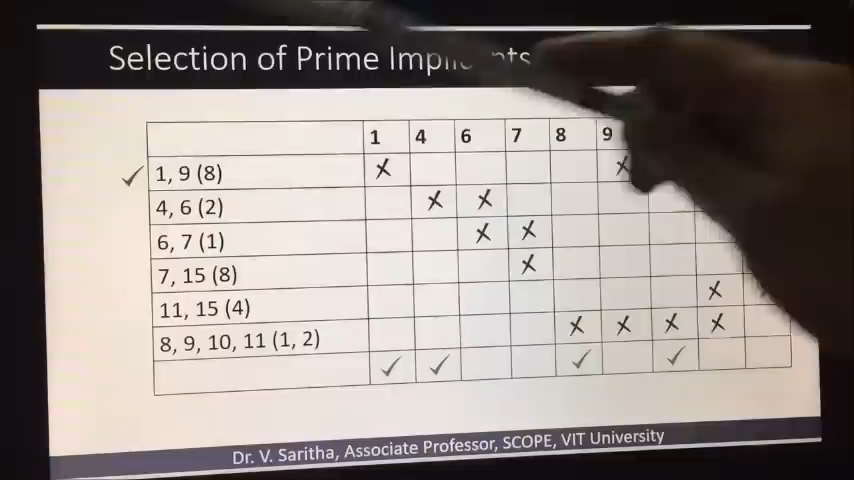 Selection of Prime
1 4 6 7 8 9
✓ 1, 9 (8) X X
4, 6 (2) X X
6, 7 (1) X X
7, 15 (8) X
11, 15 (4) X
8, 9, 10, 11 (1, 2) X X X X
✓ ✓ ✓ ✓
Dr. V. Saritha, Associate Professor, SCOPE, VIT University